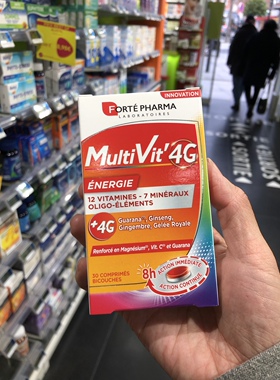 INNOVATION
FORTÉ PHARMA
LABORATOIRES
MultiVit'4G
ÉNERGIE
12 VITAMINES - 7 MINÉRAUX
OLIGO-ÉLÉMENTS
+4G
Guarana, Ginseng,
Gingembre, Gelée Royale
Renforcé en Magnésium, Vit. C et Guarana
30 COMPRIMÉS
BICOUCHES
8h
ACTION IMMÉDIATE
ACTION CONTINUE